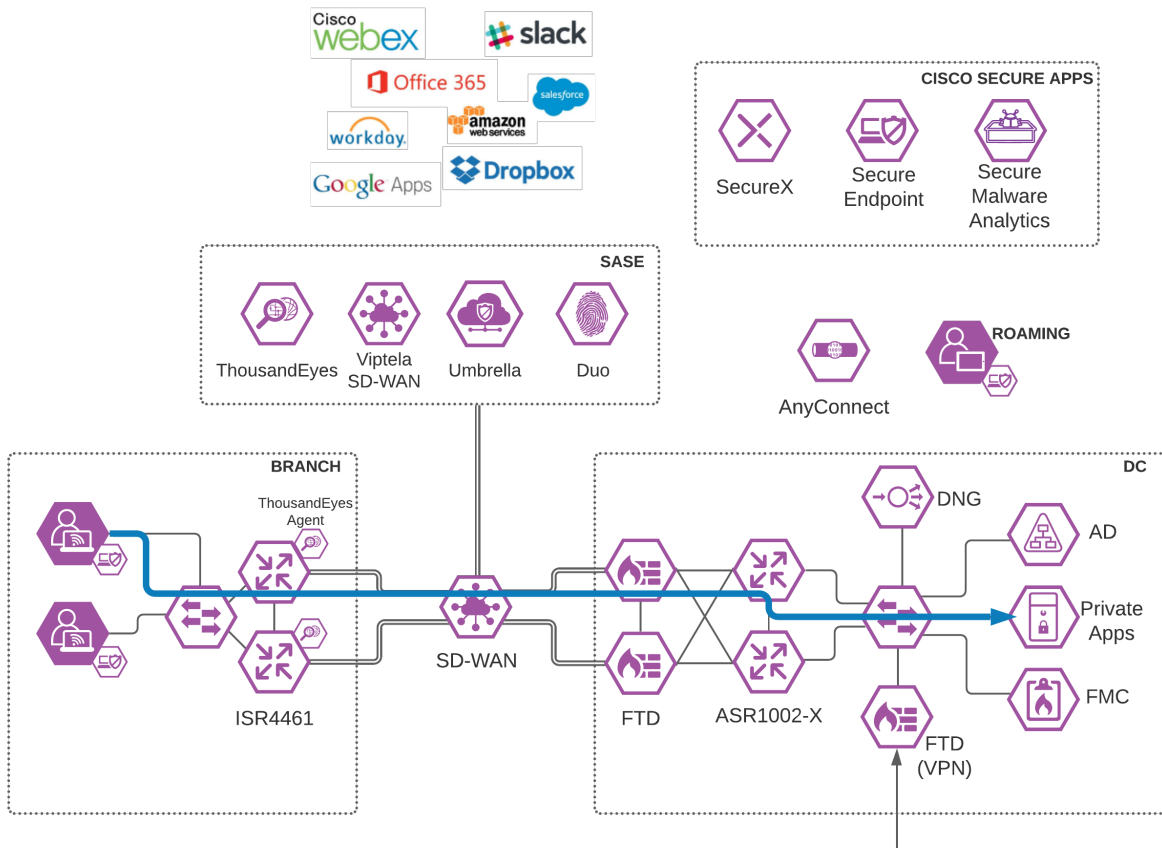 Cisco
webex
slack
Office 365
salesforce
workday.
amazon
web services
Google Apps
Dropbox
CISCO SECURE APPS
SecureX
Secure
Endpoint
Secure
Malware
Analytics
SASE
ThousandEyes
Viptela
SD-WAN
Umbrella
Duo
ROAMING
AnyConnect
BRANCH
ThousandEyes
Agent
ISR4461
SD-WAN
DC
DNG
AD
Private
Apps
FMC
FTD
ASR1002-X
FTD
(VPN)